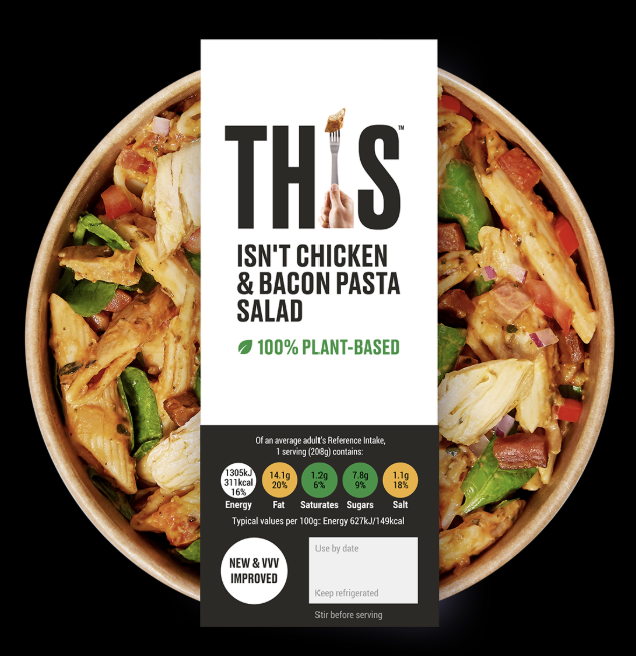 THIS™
ISN'T CHICKEN
& BACON PASTA
SALAD
100% PLANT-BASED
Of an average adult's Reference Intake,
1 serving (208g) contains:
1305kJ
311kcal
16%
Energy
14.1g
20%
Fat
1.2g
6%
Saturates
7.8g
9%
Sugars
1.1g
18%
Salt
Typical values per 100g: Energy 627kJ/149kcal
NEW & VVV
IMPROVED
Use by date
Keep refrigerated
Stir before serving